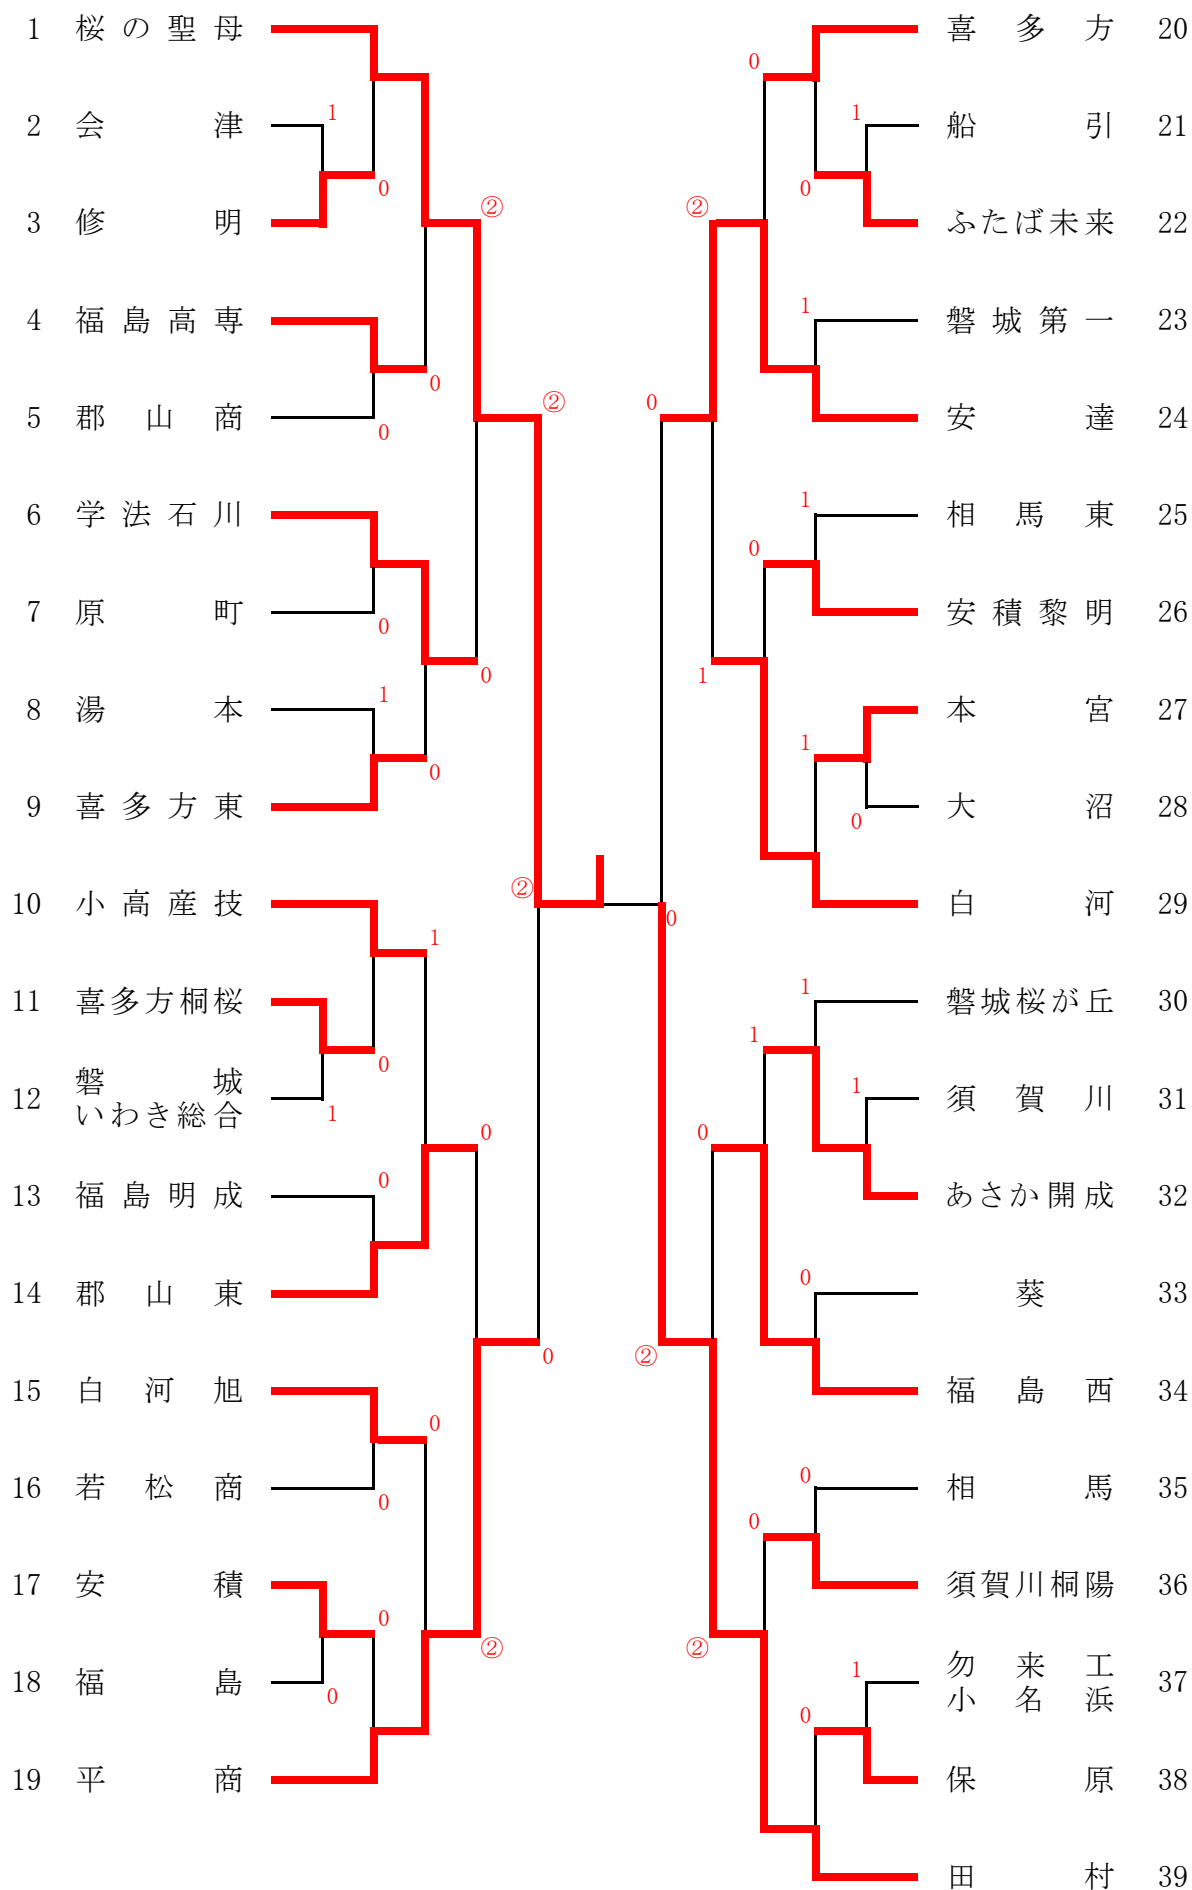 1 桜の聖母
1
2 会津
0
3 修明
②
4 福島高専
0
5 郡山商
0
②
6 学法石川
7 原町
0
0
8 湯本
1
0
9 喜多方東
②
10 小高産技
1
11 喜多方桐桜
0
12 磐城
いわき総合
1
0
13 福島明成
0
14 郡山東
0
15 白河旭
0
16 若松商
0
17 安積
0
②
18 福島
0
19 平商
喜多方 20
0
1
船引 21
0
ふたば未来 22
②
1
磐城第一 23
0
安達 24
1
相馬東 25
0
安積黎明 26
1
本宮 27
1
大沼 28
0
白河 29
0
1
磐城桜が丘 30
1
1
須賀川 31
0
あさか開成 32
0
葵 33
②
福島西 34
0
相馬 35
0
須賀川桐陽 36
②
1
勿来工
小名浜 37
0
保原 38
田村 39